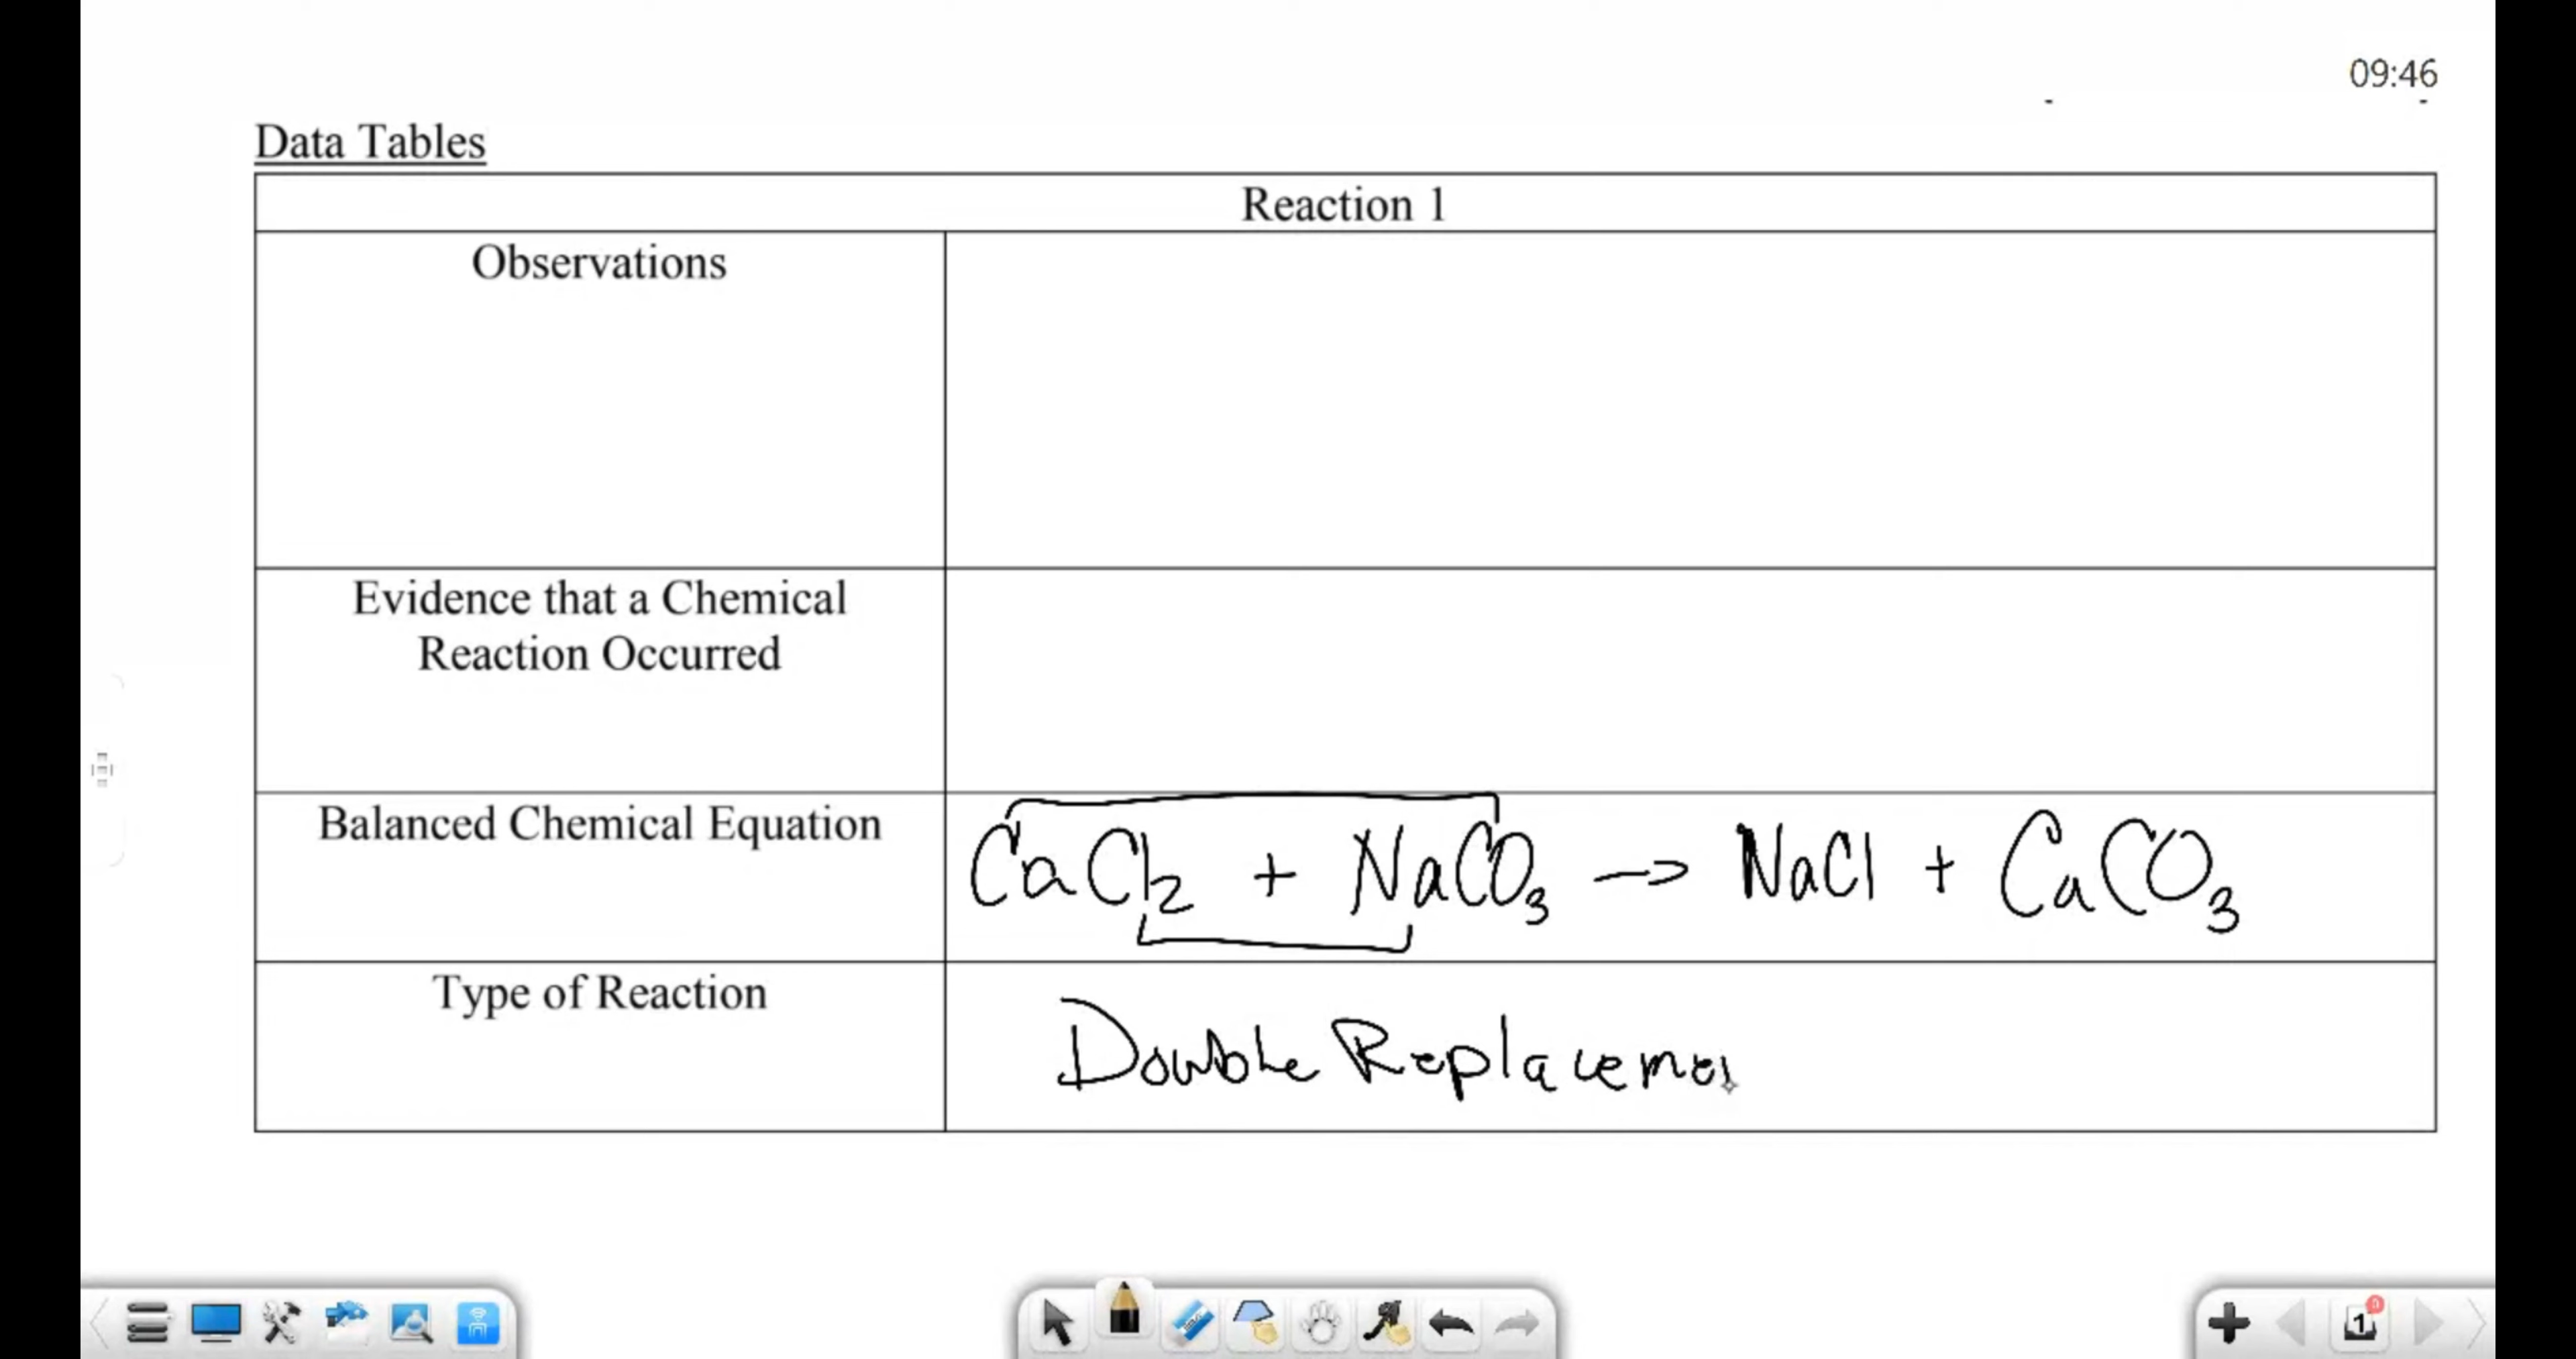 09:46
Data Tables
Reaction 1
Observations
Evidence that a Chemical
Reaction Occurred
Balanced Chemical Equation
CaCl₂ + NaCO₃ → NaCl + CaCO₃
Type of Reaction
Double Replacemen
1